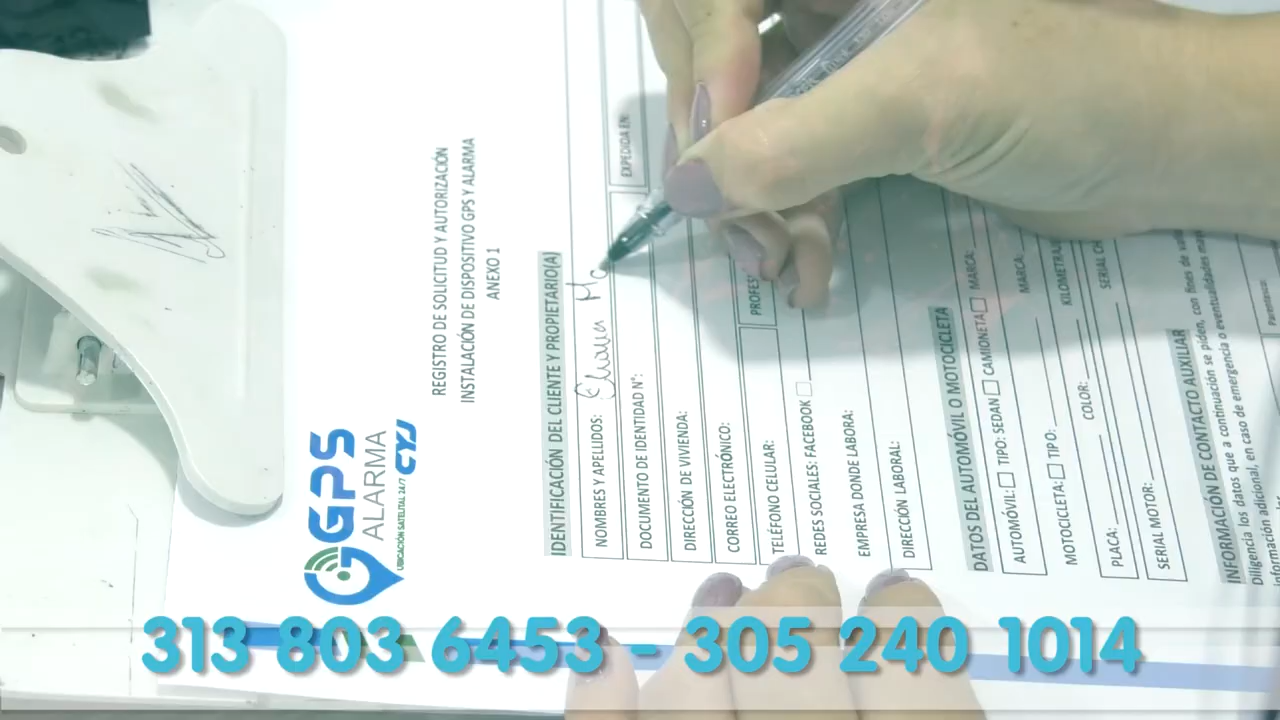 GPS
ALARMA
UBICACIÓN SATELITAL 24/7
REGISTRO DE SOLICITUD Y AUTORIZACIÓN
INSTALACIÓN DE DISPOSITIVO GPS Y ALARMA
ANEXO 1
IDENTIFICACIÓN DEL CLIENTE Y PROPIETARIO(A)
NOMBRES Y APELLIDOS: Eliana
DOCUMENTO DE IDENTIDAD N°: EXPEDIDA EN:
DIRECCIÓN DE VIVIENDA:
CORREO ELECTRÓNICO:
TELÉFONO CELULAR:
REDES SOCIALES: FACEBOOK
EMPRESA DONDE LABORA:
DIRECCIÓN LABORAL:
DATOS DEL AUTOMÓVIL O MOTOCICLETA
AUTOMÓVIL: TIPO: SEDAN CAMIONETA MARCA:
MOTOCICLETA: TIPO: MARCA:
PLACA: COLOR:
SERIAL MOTOR:
INFORMACIÓN DE CONTACTO AUXILIAR
Diligencia los datos que a continuación se piden, con fines de
información adicional, en caso de emergencia o eventualidades
313 803 6453 - 305 240 1014